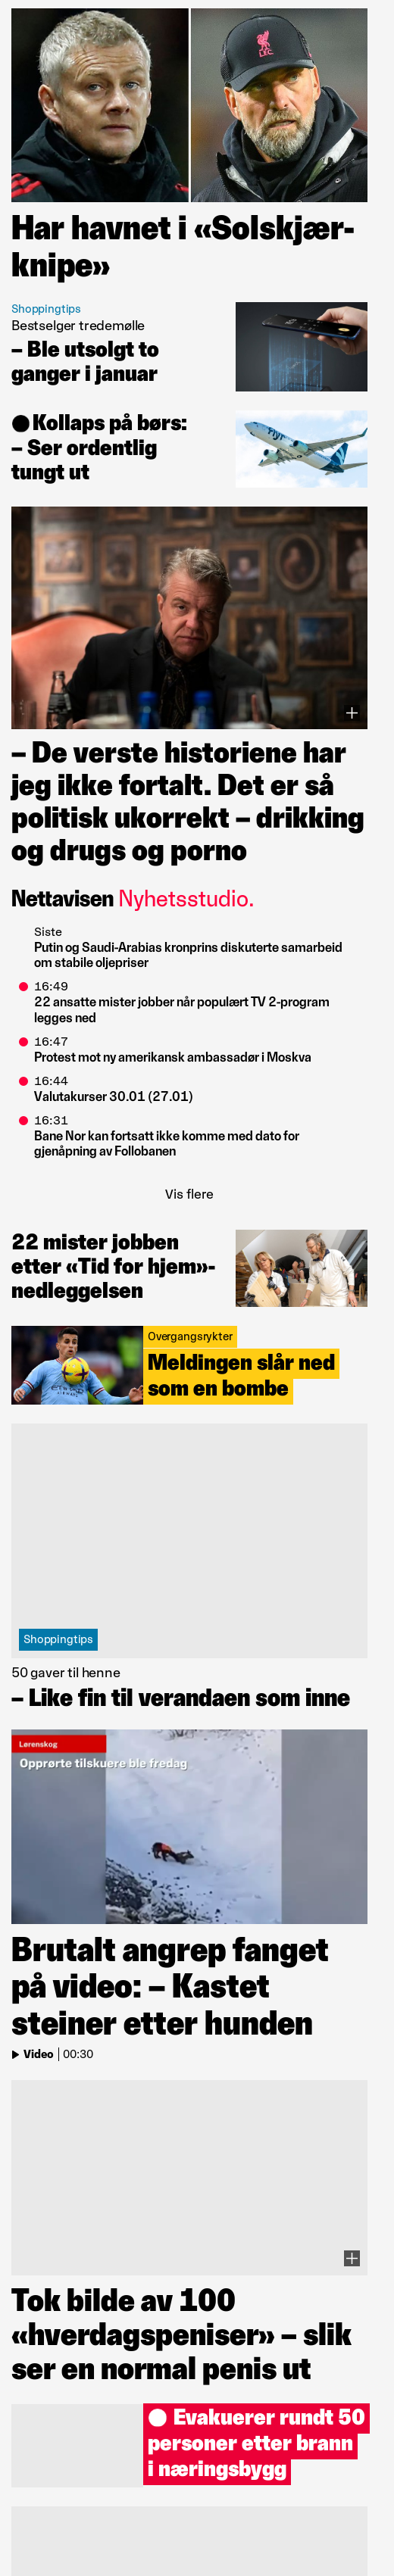 L.F.C.
Har havnet i «Solskjær-
knipe»
Shoppingtips
Bestselger tredemølle
– Ble utsolgt to
ganger i januar
Kollaps på børs:
– Ser ordentlig
tungt ut
Flyr
– De verste historiene har
jeg ikke fortalt. Det er så
politisk ukorrekt – drikking
og drugs og porno
Nettavisen Nyhetsstudio.
Siste
Putin og Saudi-Arabias kronprins diskuterte samarbeid
om stabile oljepriser
16:49
22 ansatte mister jobber når populært TV 2-program
legges ned
16:47
Protest mot ny amerikansk ambassadør i Moskva
16:44
Valutakurser 30.01 (27.01)
16:31
Bane Nor kan fortsatt ikke komme med dato for
gjenåpning av Follobanen
Vis flere
22 mister jobben
etter «Tid for hjem»-
nedleggelsen
Overgangsrykter
Meldingen slår ned
som en bombe
Shoppingtips
50 gaver til henne
– Like fin til verandaen som inne
Lørenskog
Opprørte tilskuere ble fredag
Brutalt angrep fanget
på video: – Kastet
steiner etter hunden
Video | 00:30
Tok bilde av 100
«hverdagspeniser» – slik
ser en normal penis ut
Evakuerer rundt 50
personer etter brann
i næringsbygg